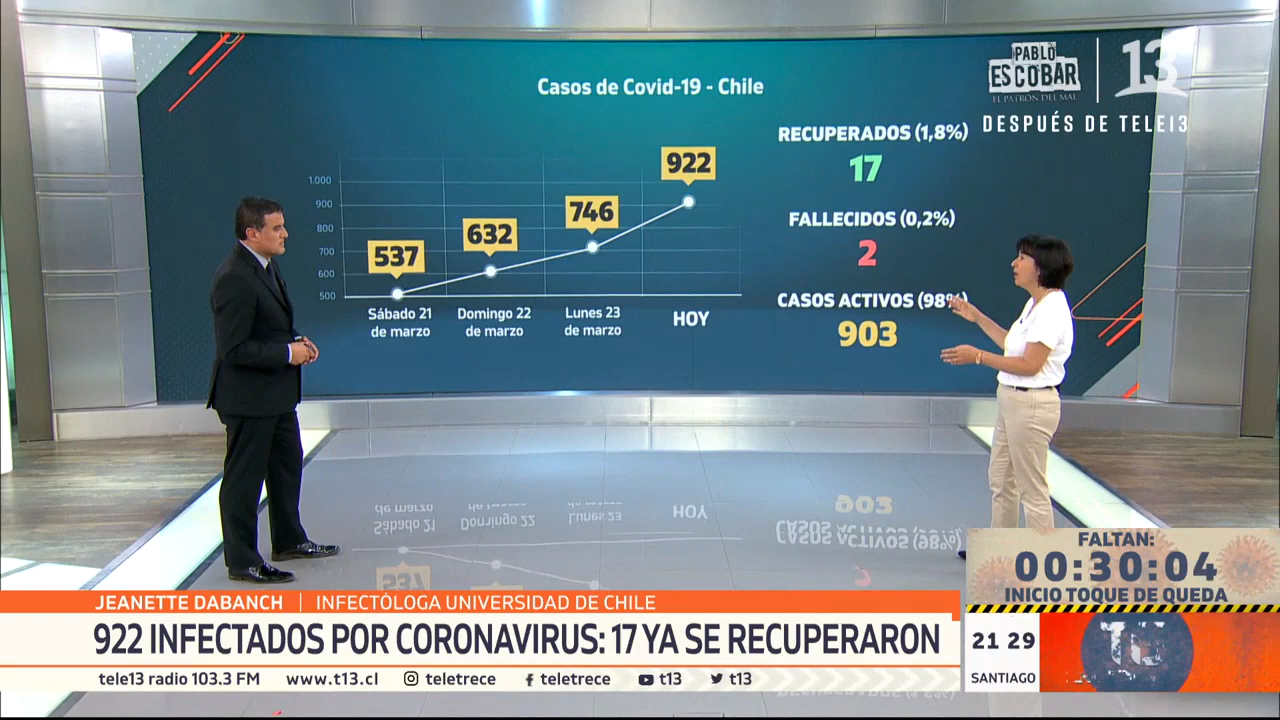 PABLO
ESCOBAR
EL PATRÓN DEL MAL
13
DESPUÉS DE TELE13
Casos de Covid-19 - Chile
1.000
900
800
700
600
500
537
632
746
922
Sábado 21
de marzo
Domingo 22
de marzo
Lunes 23
de marzo
HOY
RECUPERADOS (1,8%)
17
FALLECIDOS (0,2%)
2
CASOS ACTIVOS (98%)
903
FALTAN:
00:30:04
INICIO TOQUE DE QUEDA
JEANETTE DABANCH | INFECTÓLOGA UNIVERSIDAD DE CHILE
922 INFECTADOS POR CORONAVIRUS: 17 YA SE RECUPERARON
tele13 radio 103.3 FM www.t13.cl teletrece teletrece t13 t13
21 29
SANTIAGO